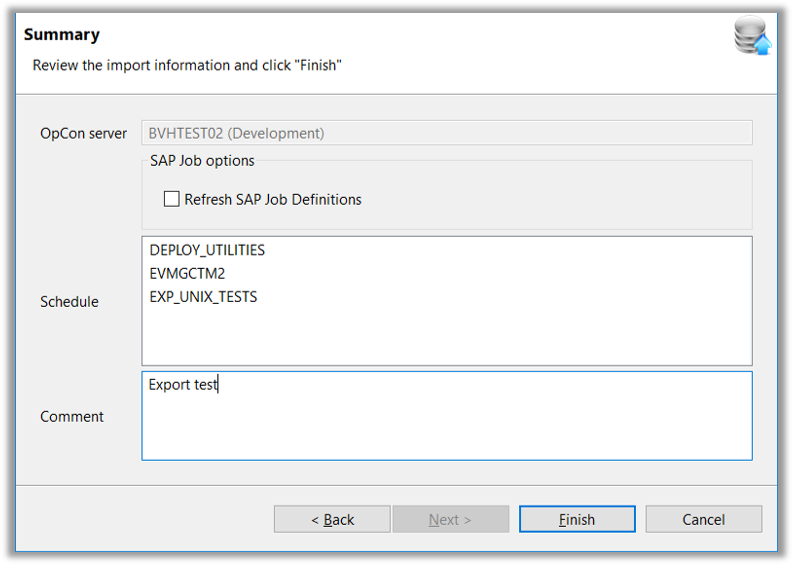 Summary
Review the import information and click "Finish"
OpCon server
BVHTEST02 (Development)
SAP Job options
Refresh SAP Job Definitions
Schedule
DEPLOY_UTILITIES
EVMGCTM2
EXP_UNIX_TESTS
Comment
Export test
< Back
Next >
Finish
Cancel